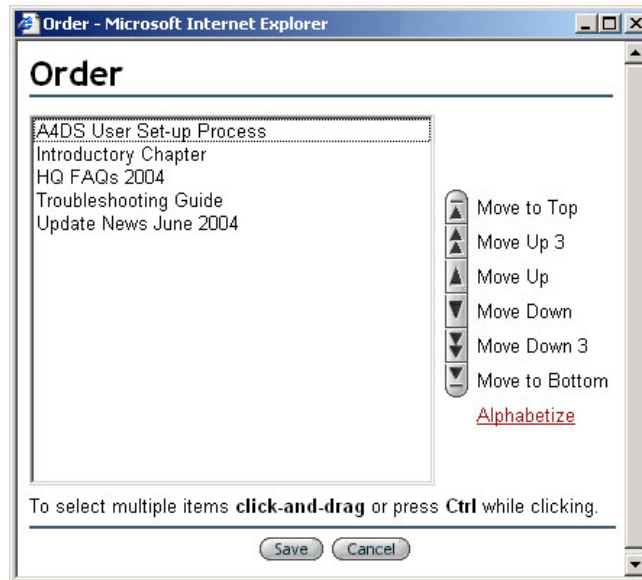 Order - Microsoft Internet Explorer
Order
A4DS User Set-up Process
Introductory Chapter
HQ FAQs 2004
Troubleshooting Guide
Update News June 2004
Move to Top
Move Up 3
Move Up
Move Down
Move Down 3
Move to Bottom
Alphabetize
To select multiple items click-and-drag or press Ctrl while clicking.
Save Cancel